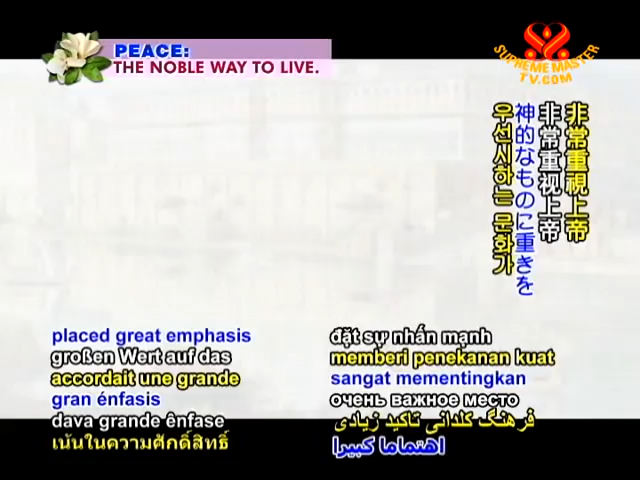 PEACE:
THE NOBLE WAY TO LIVE.
SUPREME MASTER
TV.COM
非常重視上帝
非常重视上帝
神的なものに重きを
우선시하는 문화가
placed great emphasis
großen Wert auf das
accordait une grande
gran énfasis
dava grande ênfase
เน้นในความศักดิ์สิทธิ์
đặt sự nhấn mạnh
memberi penekanan kuat
sangat mementingkan
очень важное место
فرهنگ کلدانی تاکید زیادی
اهتماما كبيرا